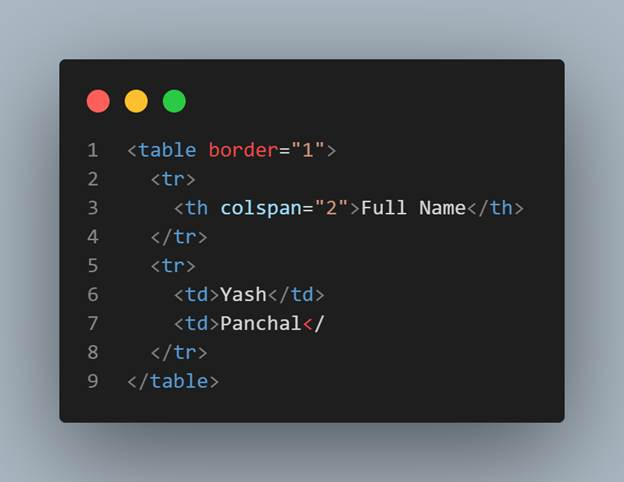 1 <table border="1">
2 <tr>
3 <th colspan="2">Full Name</th>
4 </tr>
5 <tr>
6 <td>Yash</td>
7 <td>Panchal</
8 </tr>
9 </table>